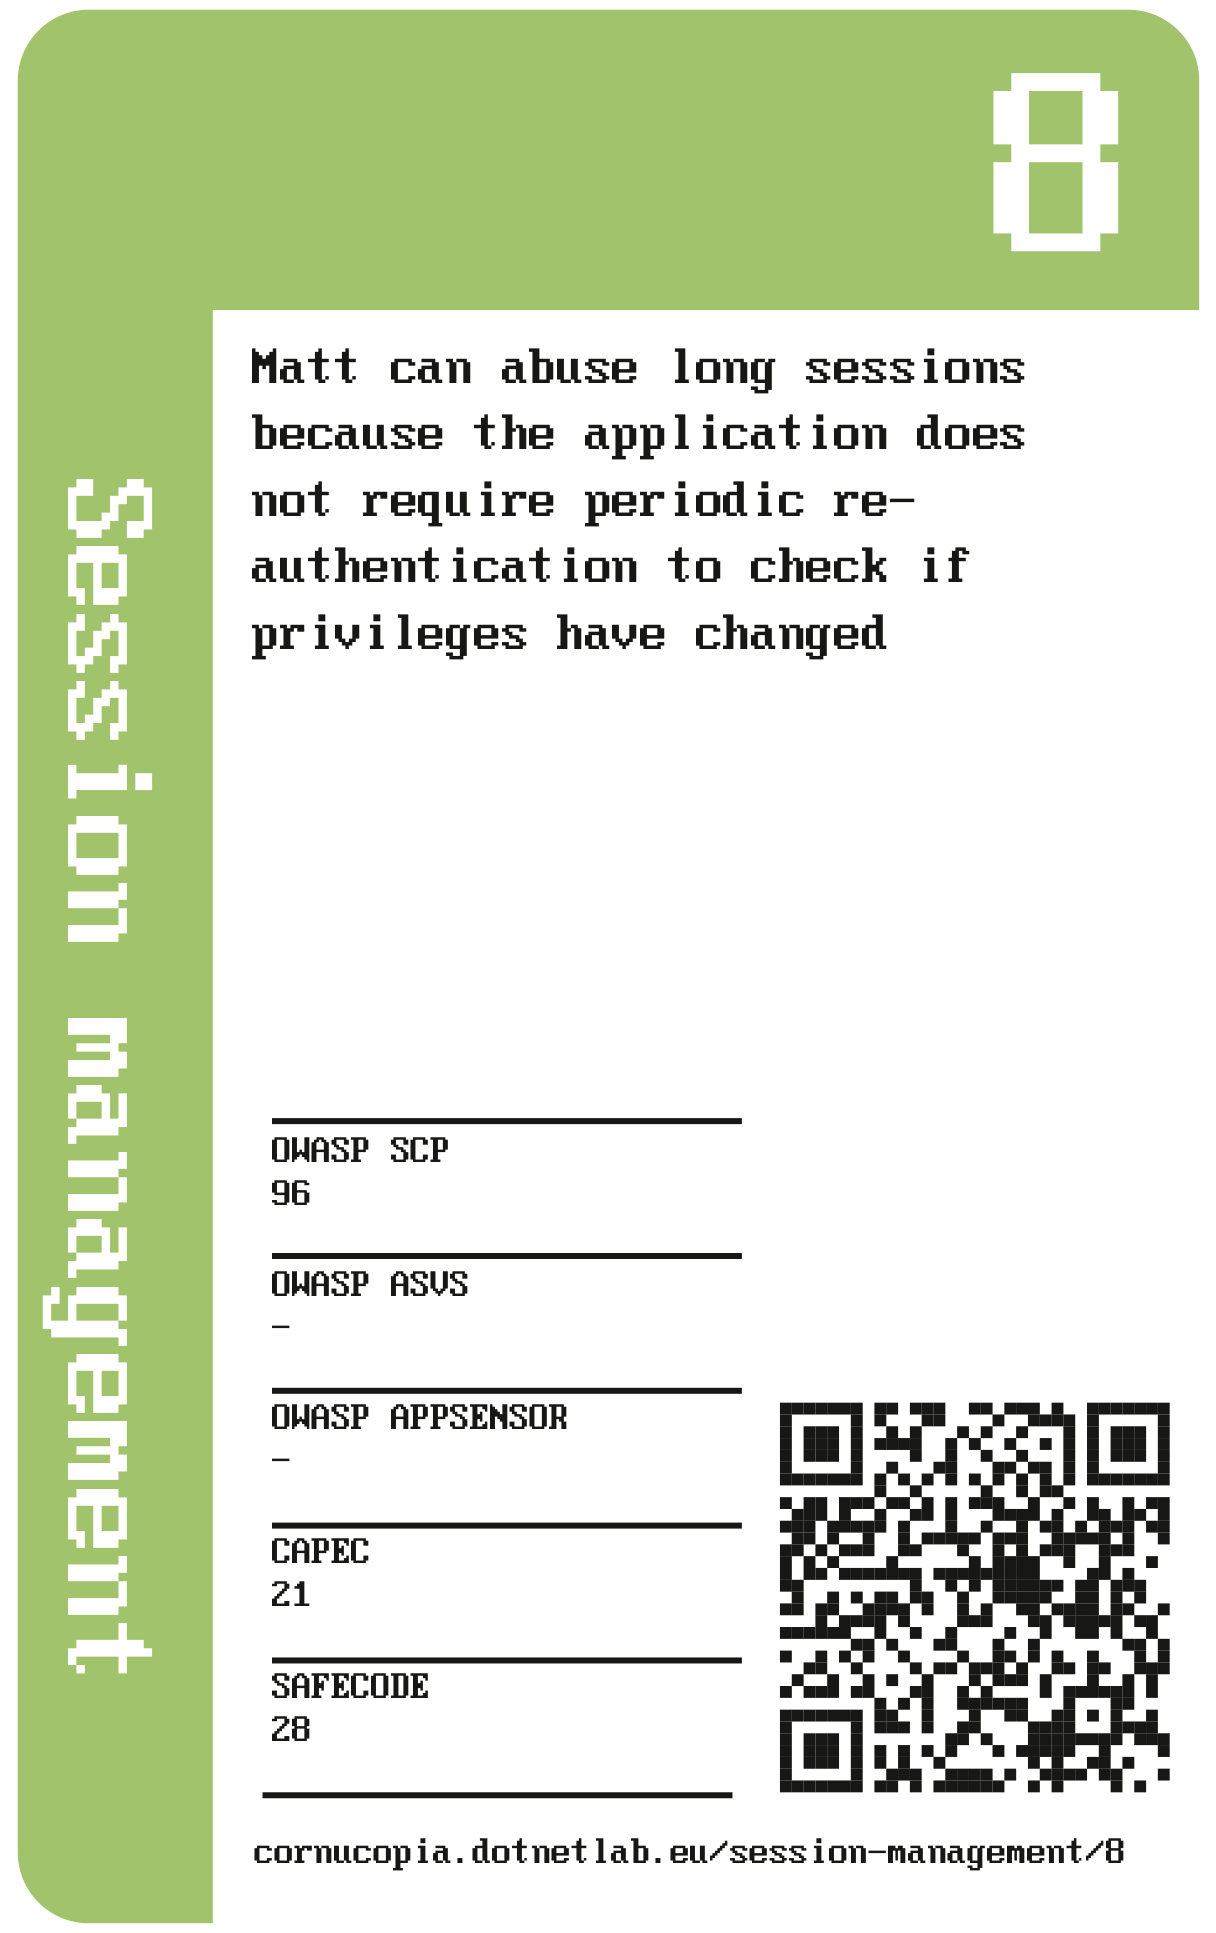 8
Session management
Matt can abuse long sessions
because the application does
not require periodic re-
authentication to check if
privileges have changed
OWASP SCP
96
OWASP ASVS
-
OWASP APPSENSOR
-
CAPEC
21
SAFECODE
28
cornucopia.dotnetlab.eu/session-management/8